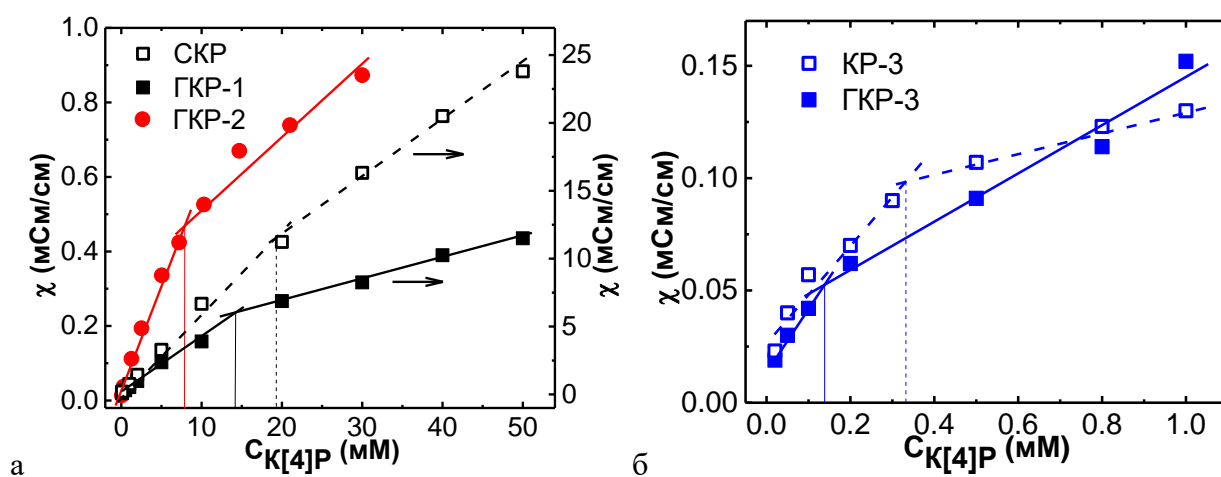 СКР
ГКР-1
ГКР-2
χ (мСм/см)
1.0
0.8
0.6
0.4
0.2
0.0
25
20
15
10
5
0
χ (мСм/см)
0 10 20 30 40 50
C К[4]Р (мМ)
а
КР-3
ГКР-3
χ (мСм/см)
0.15
0.10
0.05
0.00
0.0 0.2 0.4 0.6 0.8 1.0
C К[4]Р (мМ)
б